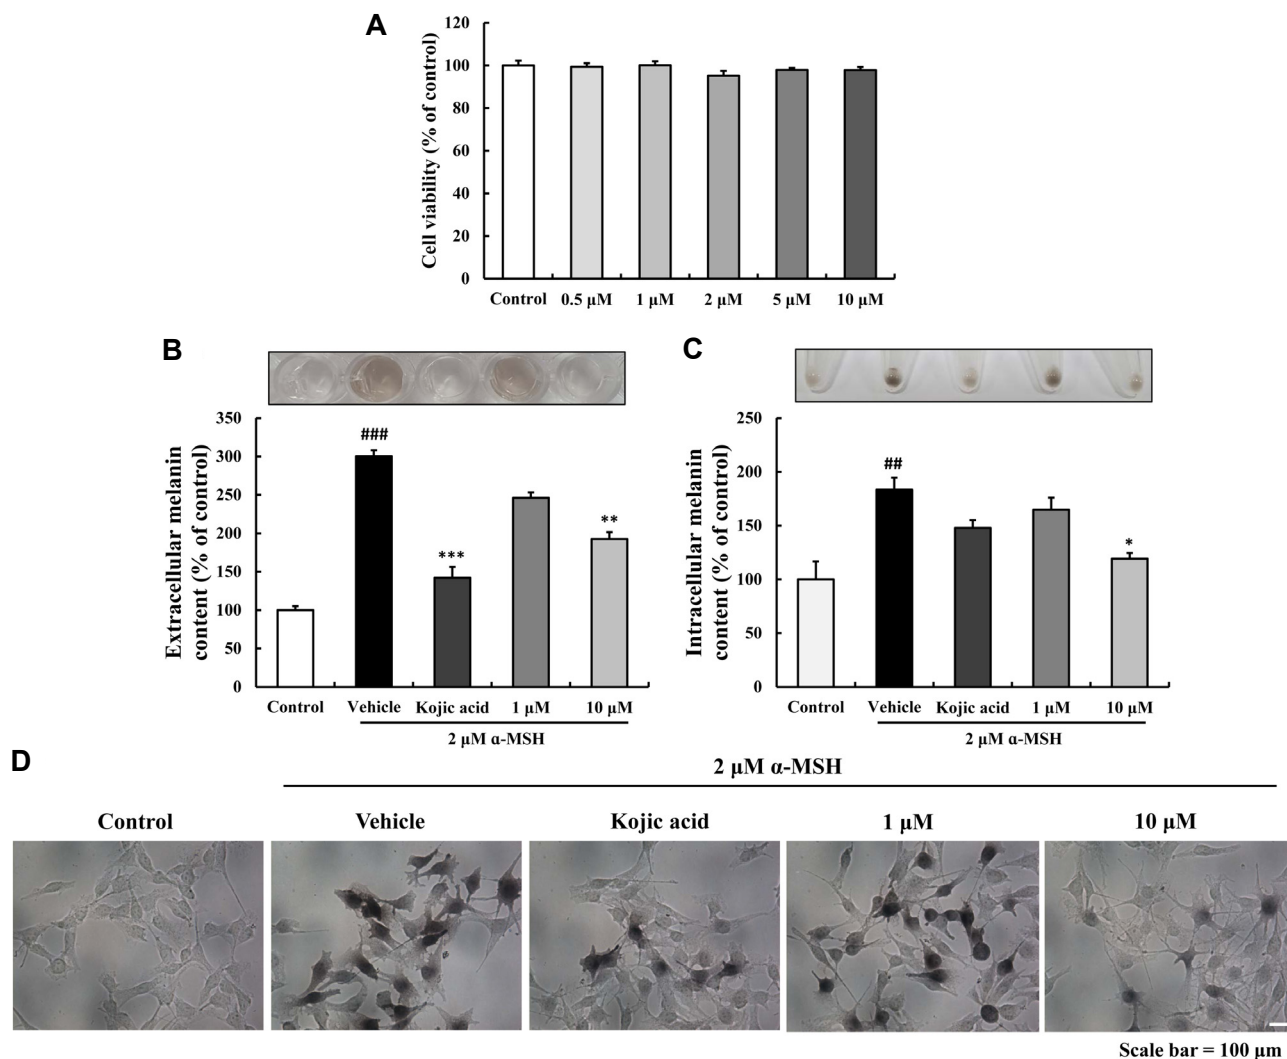 A
Cell viability (% of control)
120
100
80
60
40
20
0
Control 0.5 μM 1 μM 2 μM 5 μM 10 μM
B
Extracellular melanin
content (% of control)
350
300
250
200
150
100
50
0
###
***
**
Control Vehicle Kojic acid 1 μM 10 μM
2 μM α-MSH
C
Intracellular melanin
content (% of control)
250
200
150
100
50
0
##
*
Control Vehicle Kojic acid 1 μM 10 μM
2 μM α-MSH
D
2 μM α-MSH
Control Vehicle Kojic acid 1 μM 10 μM
Scale bar = 100 μm